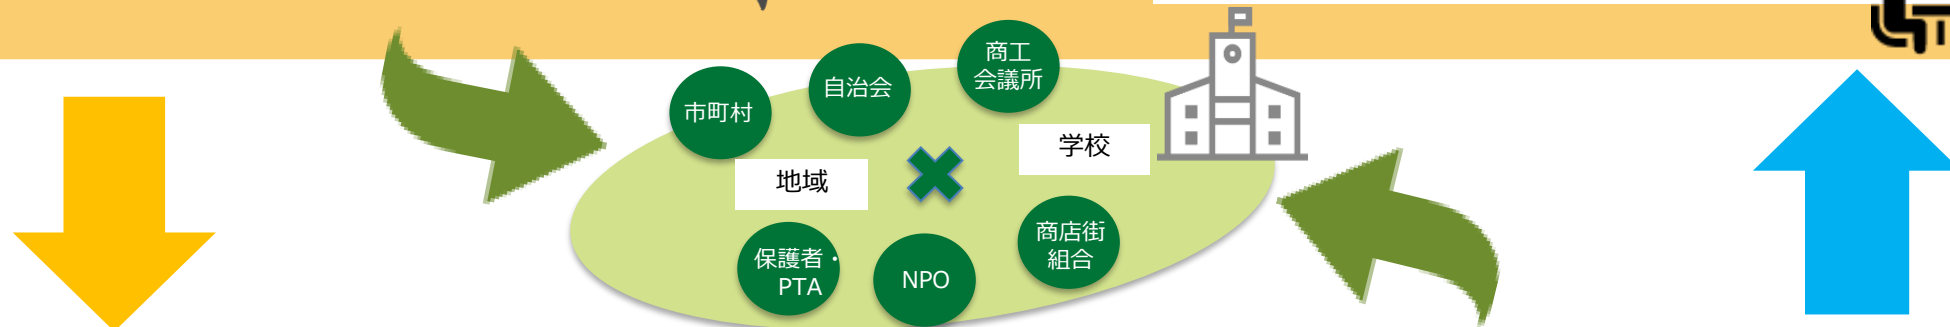 商工
会議所
自治会
市町村
学校
地域
商店街
組合
保護者・
PTA
NPO